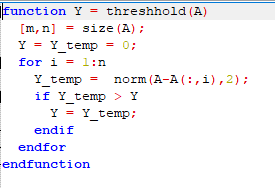 function Y = threshhold(A)
[m,n] = size(A);
Y = Y_temp = 0;
for i = 1:n
Y_temp =  norm(A-A(:,i),2);
if Y_temp > Y
Y = Y_temp;
endif
endfor
endfunction